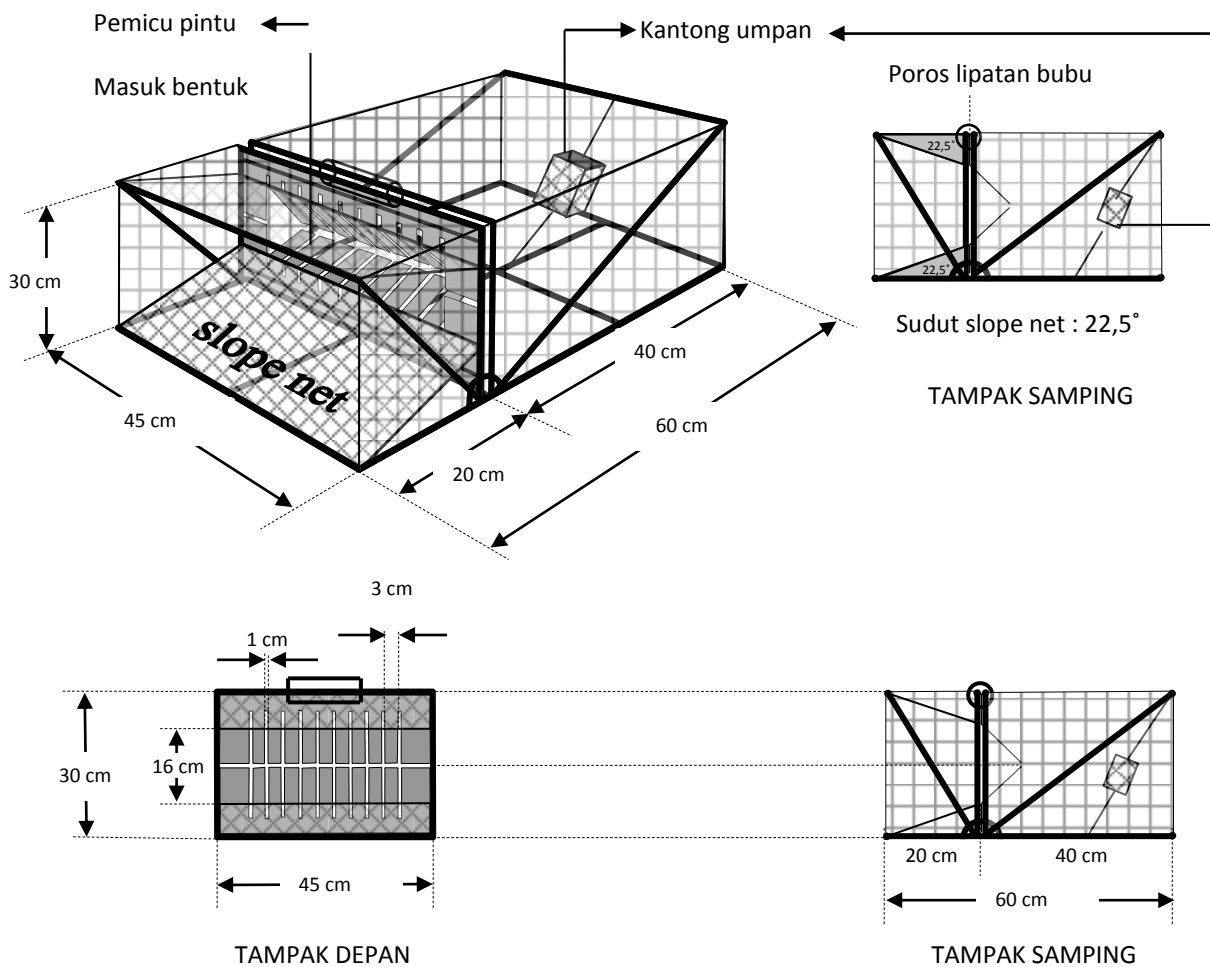 Pemicu pintu
Kantong umpan
Masuk bentuk
Poros lipatan bubu
22,5˚
22,5˚
30 cm
slope net
Sudut slope net : 22,5˚
40 cm
TAMPAK SAMPING
45 cm
60 cm
20 cm
3 cm
1 cm
30 cm
16 cm
20 cm
40 cm
45 cm
60 cm
TAMPAK DEPAN
TAMPAK SAMPING